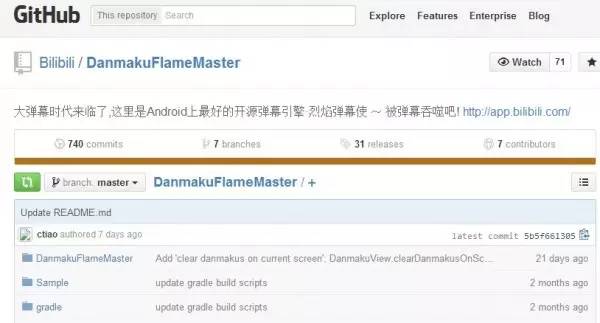 GitHub This repository Search Explore Features Enterprise Blog
Bilibili / DanmakuFlameMaster Watch 71
大弹幕时代来临了,这里是Android上最好的开源弹幕引擎·烈焰弹幕使 ～ 被弹幕吞噬吧! http://app.bilibili.com/
740 commits 7 branches 31 releases 7 contributors
branch: master DanmakuFlameMaster / +
Update README.md
ctiao authored 7 days ago latest commit 5b5f661305
DanmakuFlameMaster Add 'clear danmakus on current screen': DanmakuView.clearDanmakusOnSc... 21 days ago
Sample update gradle build scripts 2 months ago
gradle update gradle build scripts 2 months ago